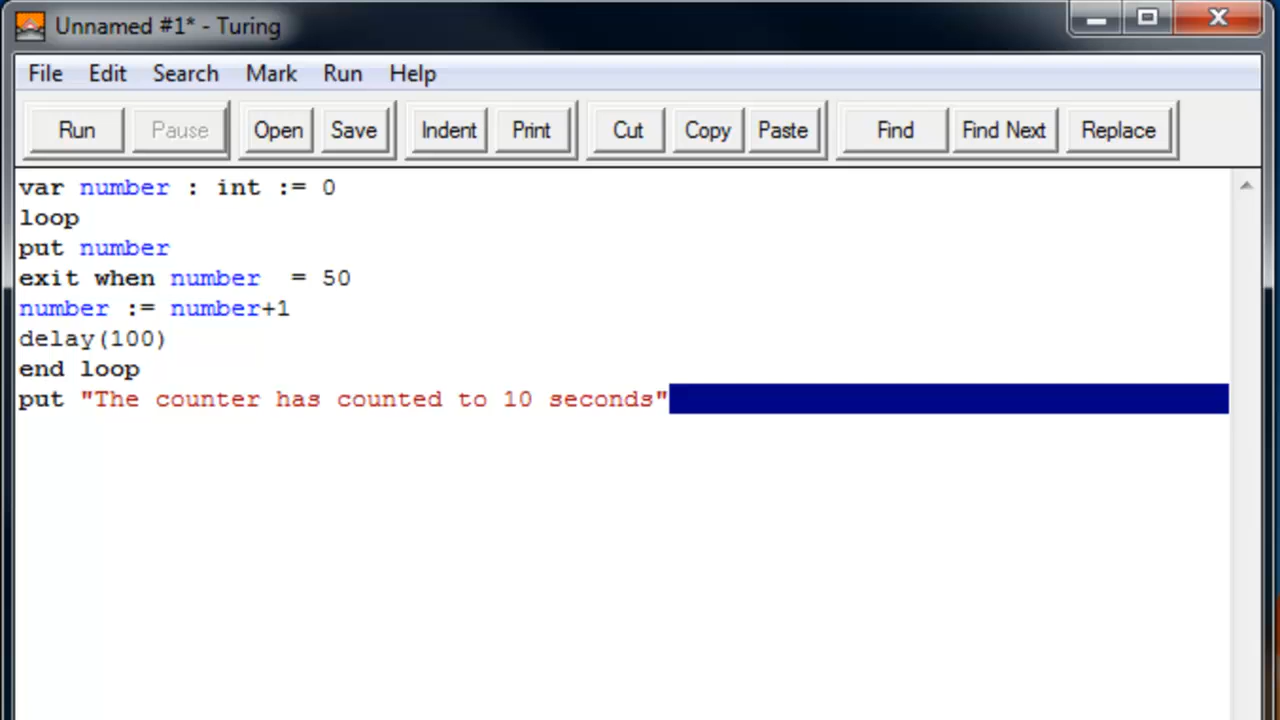 Unnamed #1* - Turing
File Edit Search Mark Run Help
Run Pause Open Save Indent Print Cut Copy Paste Find Find Next Replace
var number : int := 0
loop
put number
exit when number  = 50
number := number+1
delay(100)
end loop
put "The counter has counted to 10 seconds"